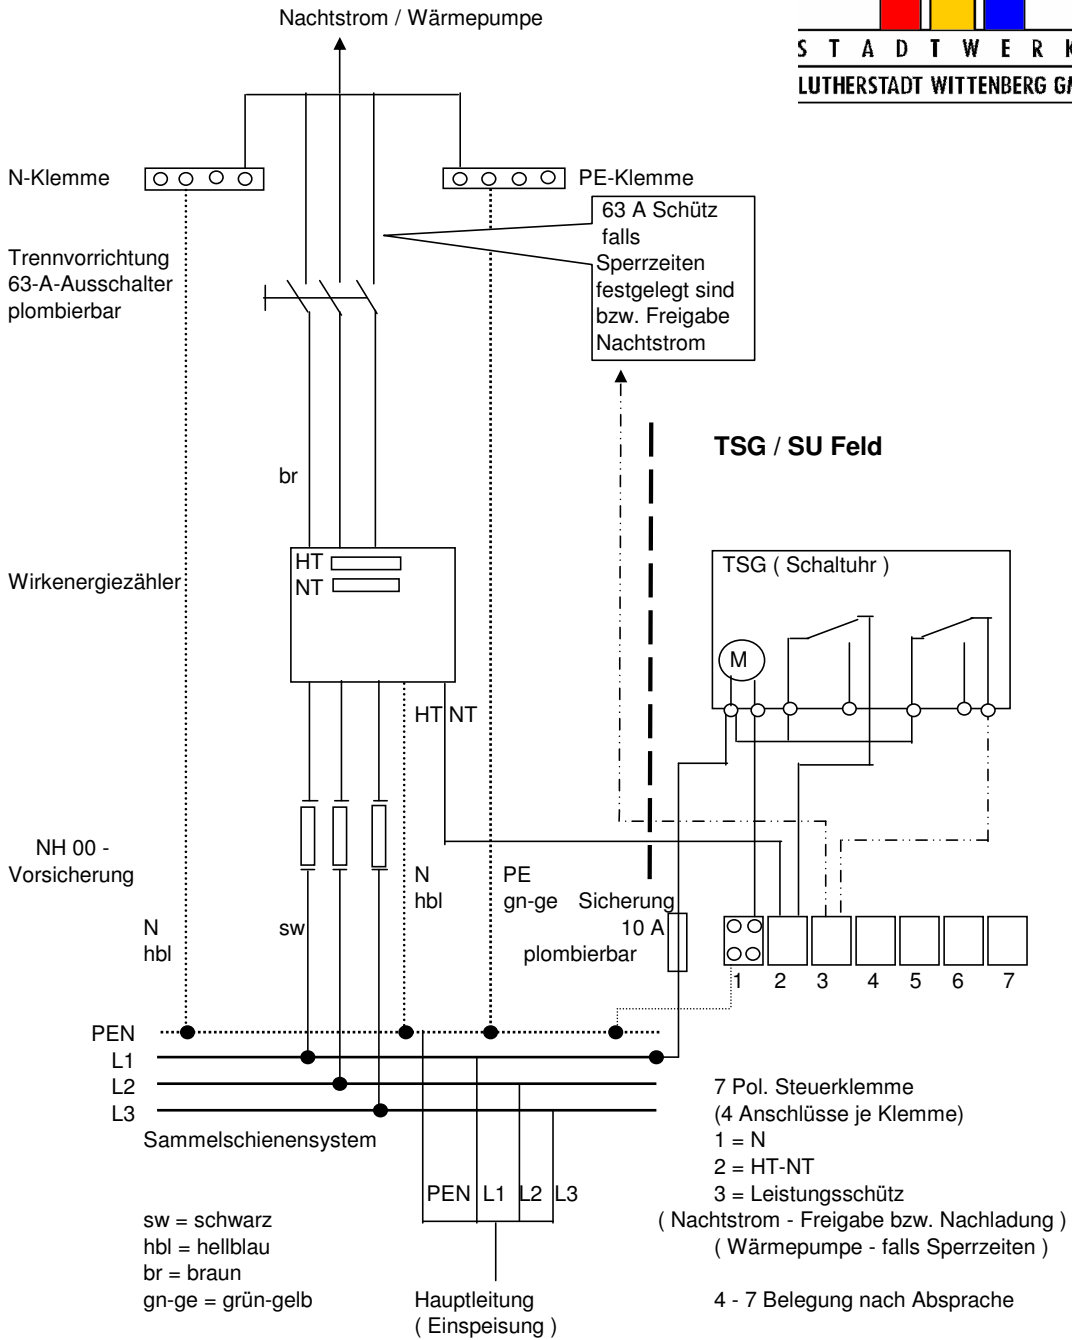 Nachtstrom / Wärmepumpe
S T A D T W E R K
LUTHERSTADT WITTENBERG
N-Klemme
PE-Klemme
63 A Schütz
falls
Sperrzeiten
festgelegt sind
bzw. Freigabe
Nachtstrom
Trennvorrichtung
63-A-Ausschalter
plombierbar
TSG / SU Feld
br
HT
NT
Wirkenergiezähler
TSG ( Schaltuhr )
M
HT NT
NH 00 -
Vorsicherung
N
hbl
PE
gn-ge
Sicherung
10 A
plombierbar
N
hbl
sw
1 2 3 4 5 6 7
PEN
L1
L2
L3
Sammelschienensystem
7 Pol. Steuerklemme
(4 Anschlüsse je Klemme)
1 = N
2 = HT-NT
3 = Leistungsschütz
( Nachtstrom - Freigabe bzw. Nachladung )
( Wärmepumpe - falls Sperrzeiten )
4 - 7 Belegung nach Absprache
PEN L1 L2 L3
sw = schwarz
hbl = hellblau
br = braun
gn-ge = grün-gelb
Hauptleitung
( Einspeisung )